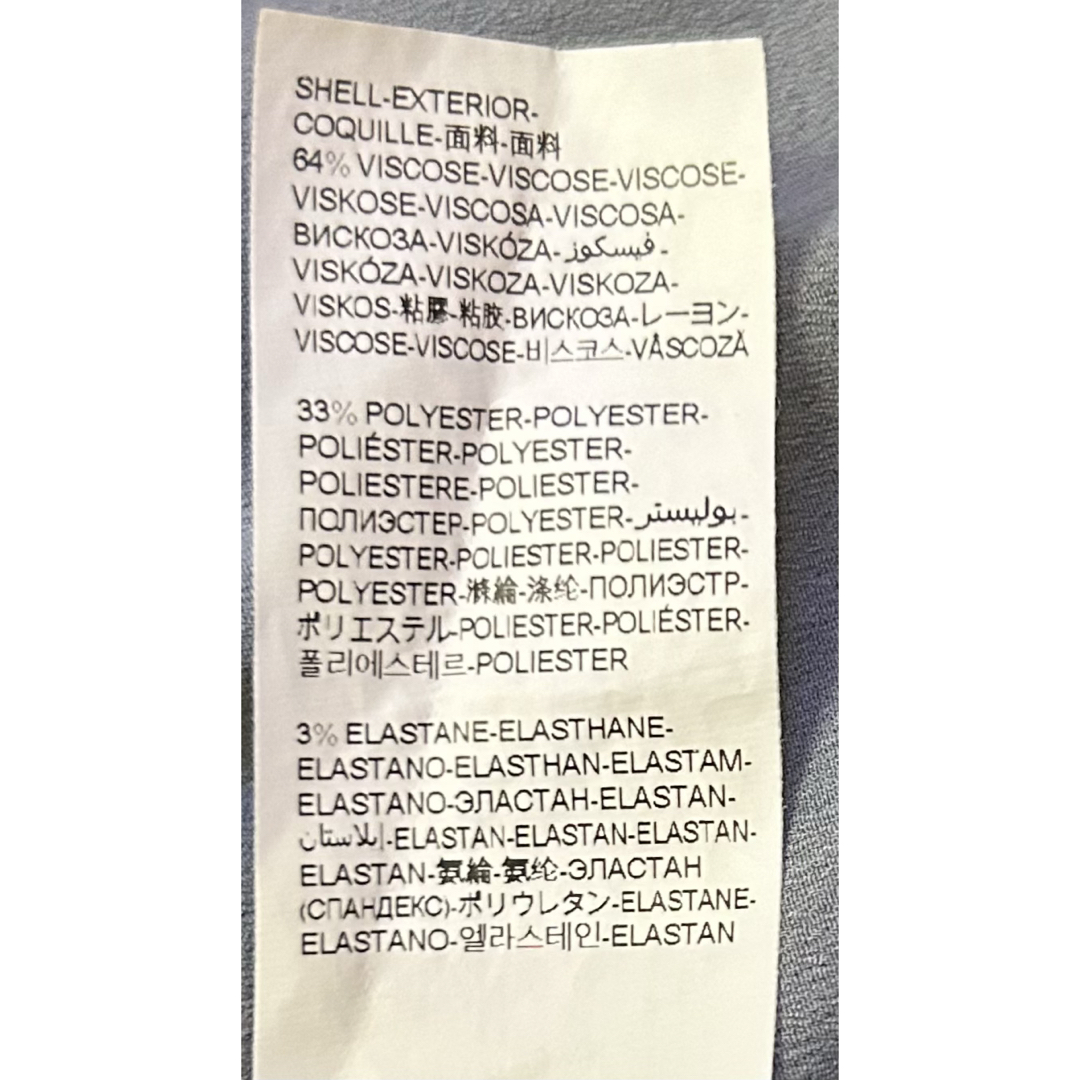 SHELL-EXTERIOR-
COQUILLE-面料-面料
64% VISCOSE-VISCOSE-VISCOSE-
VISKOSE-VISCOSA-VISCOSA-
ВИСКОЗА-VISKÓZA-فيسكوز-
VISKÓZA-VISKOZA-VISKOZA-
VISKOS-粘膠-粘胶-ВИСКОЗА-レーヨン-
VISCOSE-VISCOSE-비스코스-VÂSCOZĂ
33% POLYESTER-POLYESTER-
POLIÉSTER-POLYESTER-
POLIESTERE-POLIESTER-
ПОЛИЭСТЕР-POLYESTER-بوليستر-
POLYESTER-POLIESTER-POLIESTER-
POLYESTER-滌綸-涤纶-ПОЛИЭСТР-
ポリエステル-POLIESTER-POLIÉSTER-
폴리에스테르-POLIESTER
3% ELASTANE-ELASTHANE-
ELASTANO-ELASTHAN-ELASTAM-
ELASTANO-ЭЛАСТАН-ELASTAN-
إيلاستان-ELASTAN-ELASTAN-ELASTAN-
ELASTAN-氨綸-氨纶-ЭЛАСТАН
(СПАНДЕКС)-ポリウレタン-ELASTANE-
ELASTANO-엘라스테인-ELASTAN